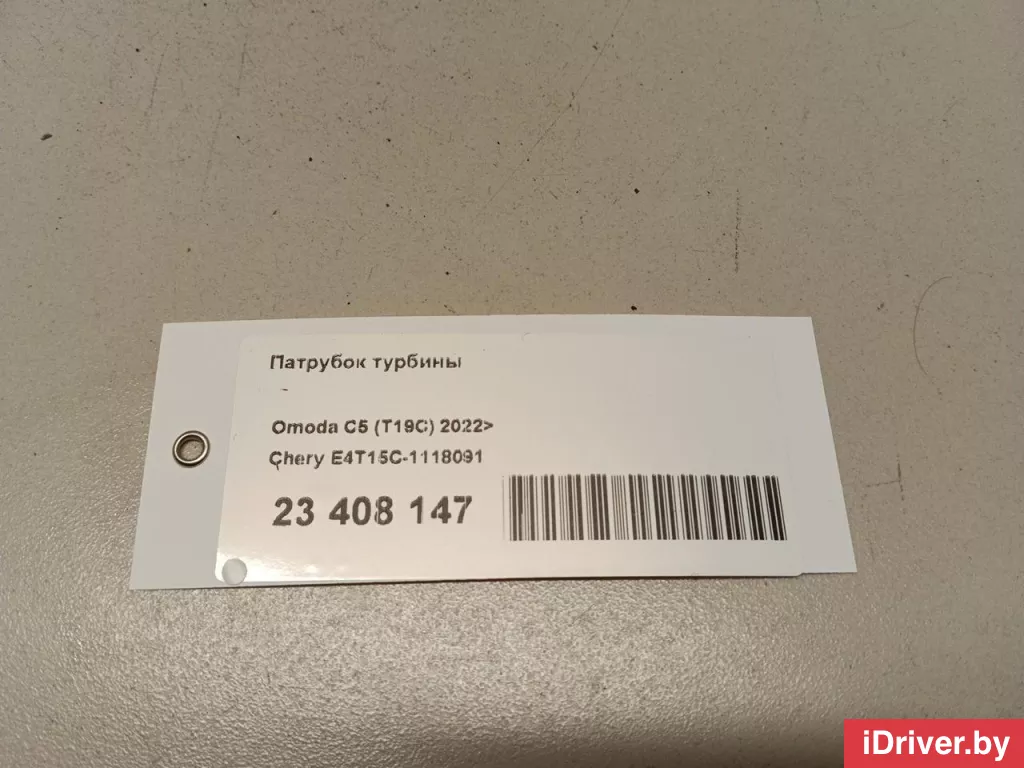 Патрубок турбины
Omoda C5 (T19C) 2022>
Chery E4T15C-1118091
23 408 147
iDriver.by